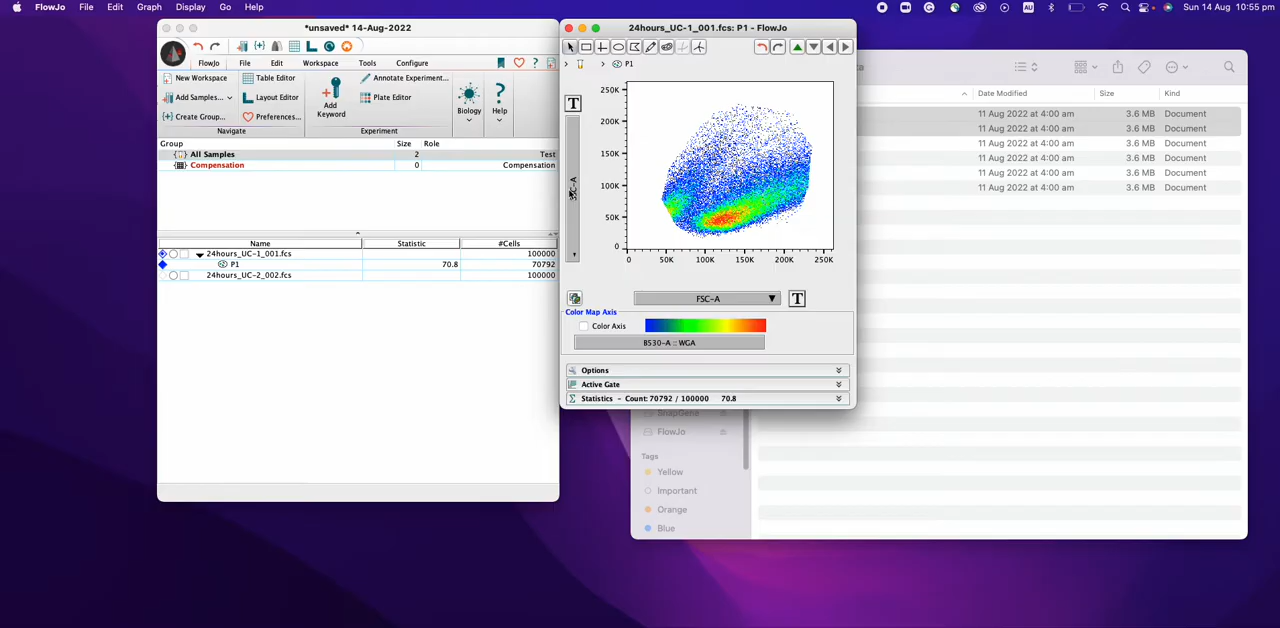 FlowJo File Edit Graph Display Go Help
AU Sun 14 Aug 10:55 pm
*unsaved* 14-Aug-2022
FlowJo File Edit Workspace Tools Configure
New Workspace Table Editor Annotate Experiment...
Add Samples... Layout Editor Plate Editor
Create Group... Preferences...
Add Keyword
Biology
Help
Navigate Experiment
Group Size Role
All Samples 2 Test
Compensation 0 Compensation
Name Statistic #Cells
24hours_UC-1_001.fcs 100000
P1 70.8 70792
24hours_UC-2_002.fcs 100000
24hours_UC-1_001.fcs: P1 - FlowJo
P1
T
250K
200K
150K
100K
50K
0
0 50K 100K 150K 200K 250K
FSC-A T
Color Map Axis
Color Axis
B530-A :: WGA
Options
Active Gate
Statistics - Count: 70792 / 100000 70.8
Date Modified Size Kind
11 Aug 2022 at 4:00 am 3.6 MB Document
11 Aug 2022 at 4:00 am 3.6 MB Document
11 Aug 2022 at 4:00 am 3.6 MB Document
11 Aug 2022 at 4:00 am 3.6 MB Document
11 Aug 2022 at 4:00 am 3.6 MB Document
11 Aug 2022 at 4:00 am 3.6 MB Document
SnapGene
FlowJo
Tags
Yellow
Important
Orange
Blue